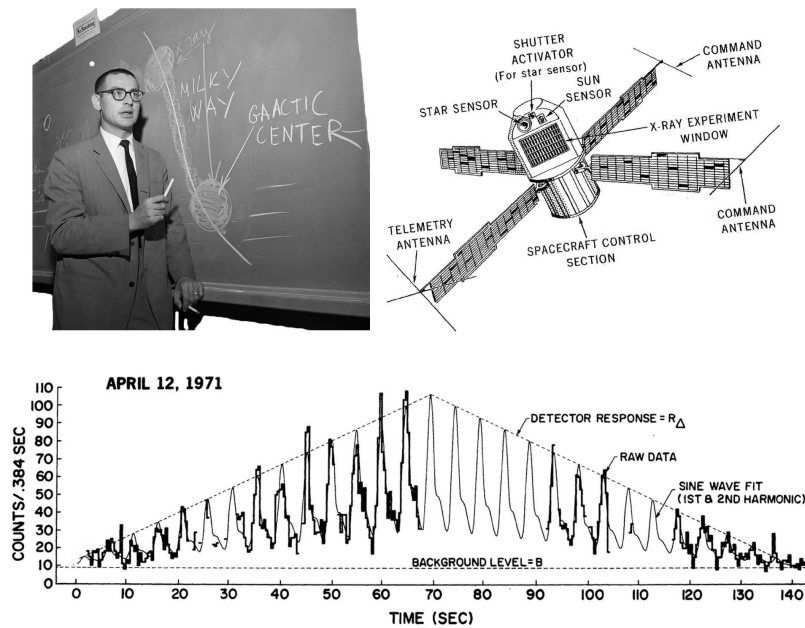 No Smoking
X-ray
MILKY
WAY
GAACTIC
CENTER
SHUTTER
ACTIVATOR
(For star sensor)
SUN
SENSOR
STAR SENSOR
COMMAND
ANTENNA
X-RAY EXPERIMENT
WINDOW
TELEMETRY
ANTENNA
COMMAND
ANTENNA
SPACECRAFT CONTROL
SECTION
APRIL 12, 1971
COUNTS/.384 SEC
110
100
90
80
70
60
50
40
30
20
10
0
DETECTOR RESPONSE = R△
RAW DATA
SINE WAVE FIT
(1ST & 2ND HARMONIC)
BACKGROUND LEVEL = B
0 10 20 30 40 50 60 70 80 90 100 110 120 130 140
TIME (SEC)